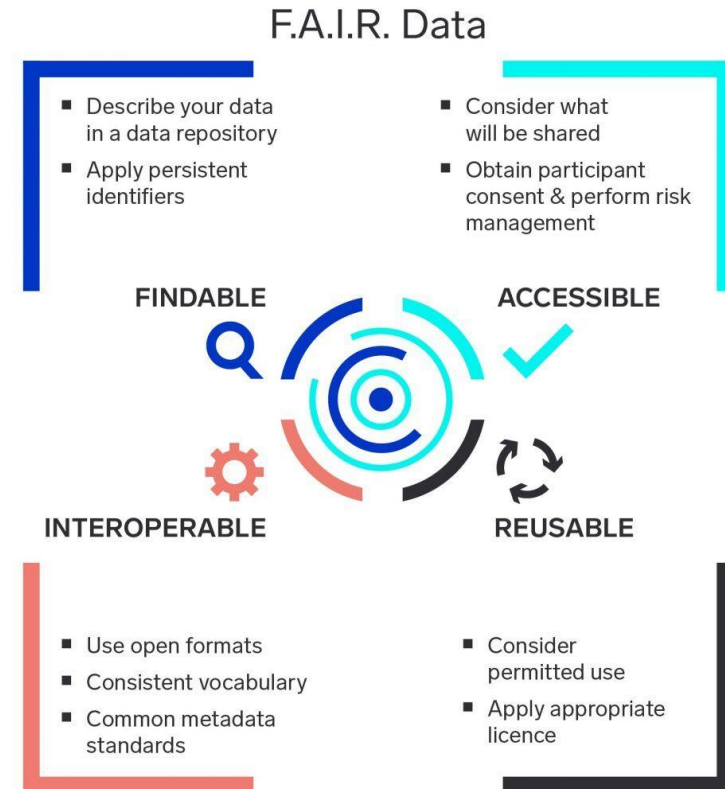 F.A.I.R. Data
▪ Describe your data
in a data repository
▪ Apply persistent
identifiers
FINDABLE
▪ Consider what
will be shared
▪ Obtain participant
consent & perform risk
management
ACCESSIBLE
INTEROPERABLE
▪ Use open formats
▪ Consistent vocabulary
▪ Common metadata
standards
REUSABLE
▪ Consider
permitted use
▪ Apply appropriate
licence